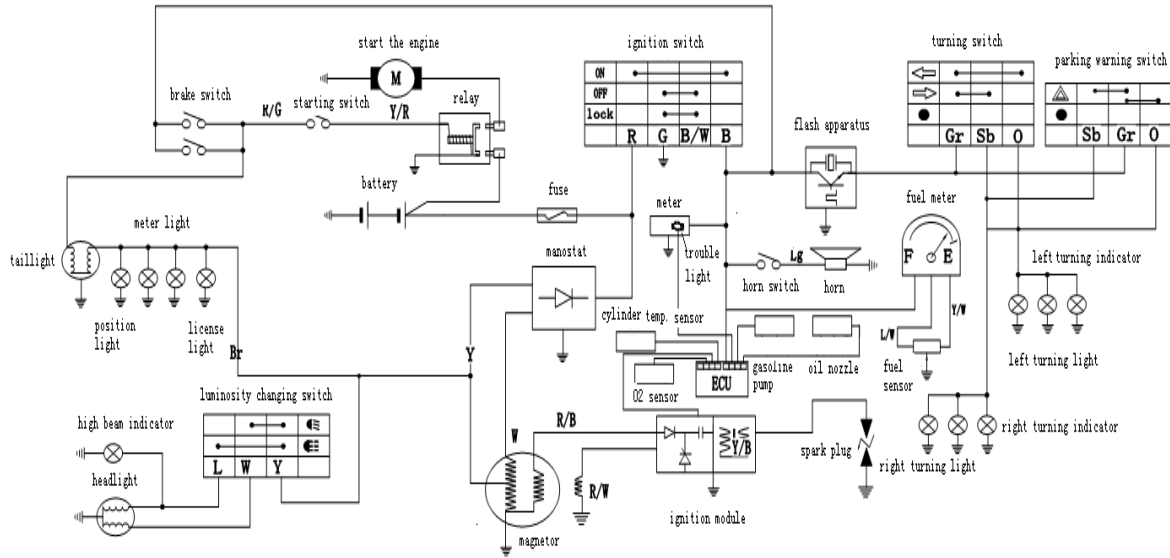 start the engine
ignition switch
turning switch
parking warning switch
M
ON
OFF
lock
R G B/W B
Gr Sb O
Sb Gr O
brake switch
starting switch
K/G
Y/R
relay
flash apparatus
battery
fuse
meter
trouble
light
fuel meter
F E
meter light
taillight
manostat
Lg
horn switch
horn
left turning indicator
position
light
license
light
cylinder temp. sensor
Y/W
L/W
Br
Y
gasoline
pump
oil nozzle
fuel
sensor
left turning light
ECU
O2 sensor
luminosity changing switch
high beam indicator
headlight
L W Y
W
R/B
Y/B
spark plug
right turning indicator
right turning light
R/W
ignition module
magnetor